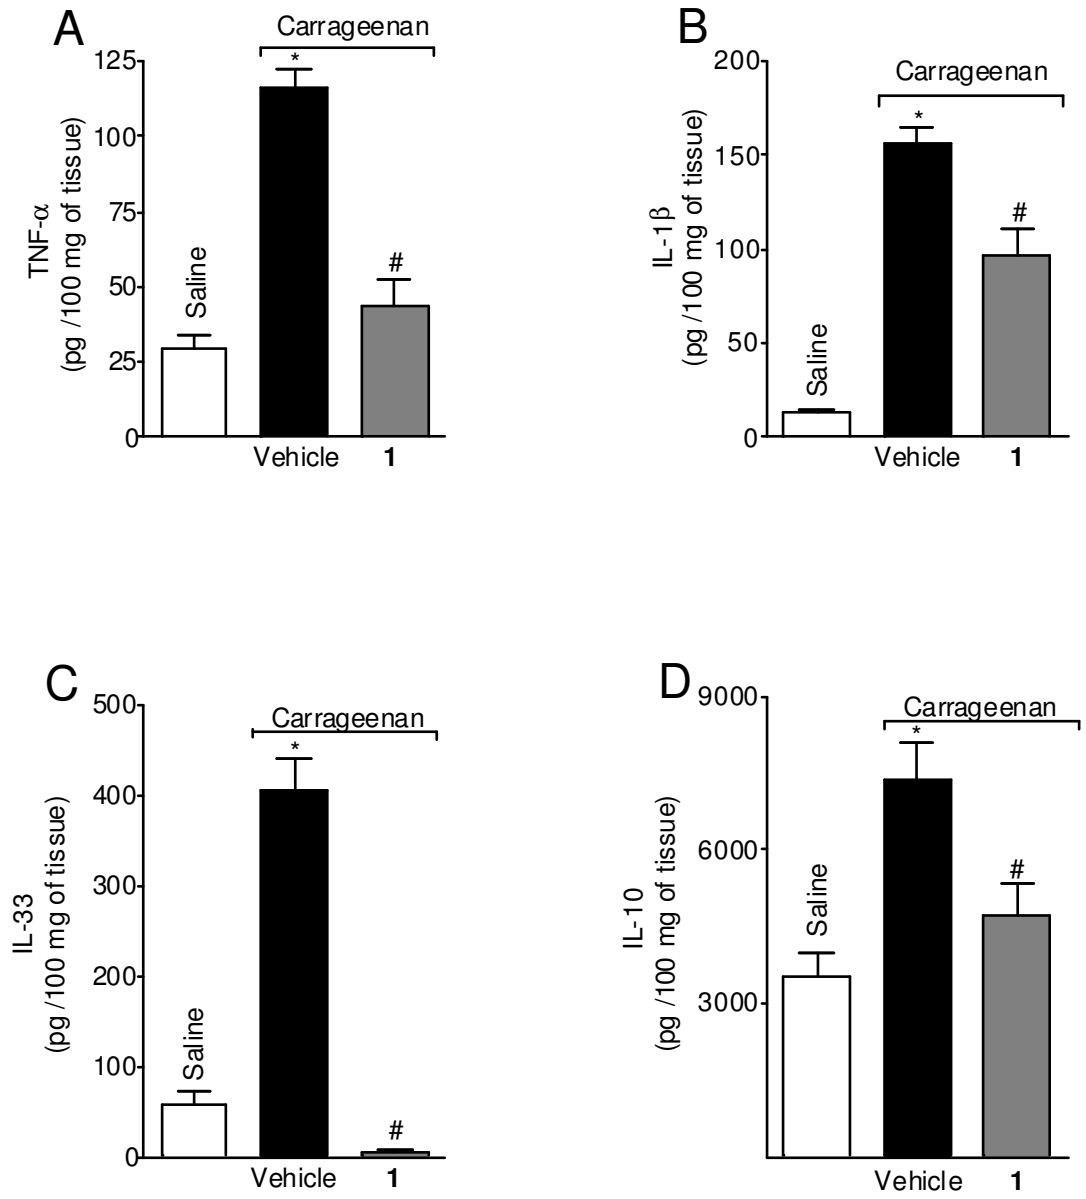 A
Carrageenan
TNF-α
(pg /100 mg of tissue)
125
100
75
50
25
0
Saline
*
#
Vehicle
1
B
Carrageenan
IL-1β
(pg /100 mg of tissue)
200
150
100
50
0
Saline
*
#
Vehicle
1
C
Carrageenan
IL-33
(pg /100 mg of tissue)
500
400
300
200
100
0
Saline
*
#
Vehicle
1
D
Carrageenan
IL-10
(pg /100 mg of tissue)
9000
6000
3000
Saline
*
#
Vehicle
1